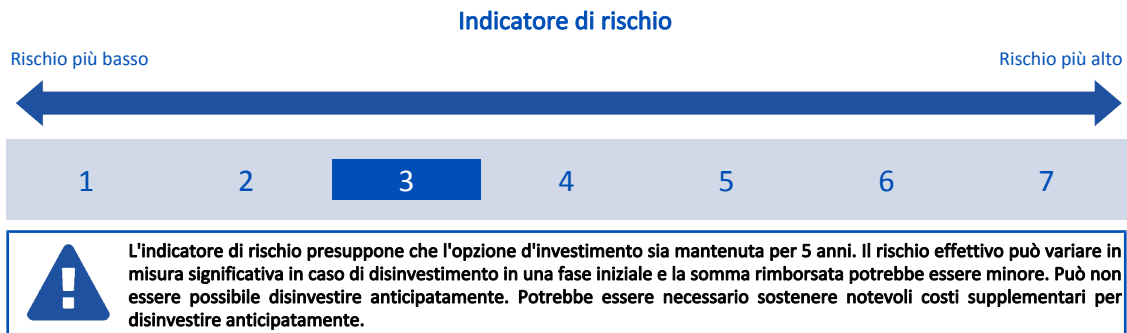 Indicatore di rischio
Rischio più basso Rischio più alto
1 2 3 4 5 6 7
L'indicatore di rischio presuppone che l'opzione d'investimento sia mantenuta per 5 anni. Il rischio effettivo può variare in
misura significativa in caso di disinvestimento in una fase iniziale e la somma rimborsata potrebbe essere minore. Può non
essere possibile disinvestire anticipatamente. Potrebbe essere necessario sostenere notevoli costi supplementari per
disinvestire anticipatamente.